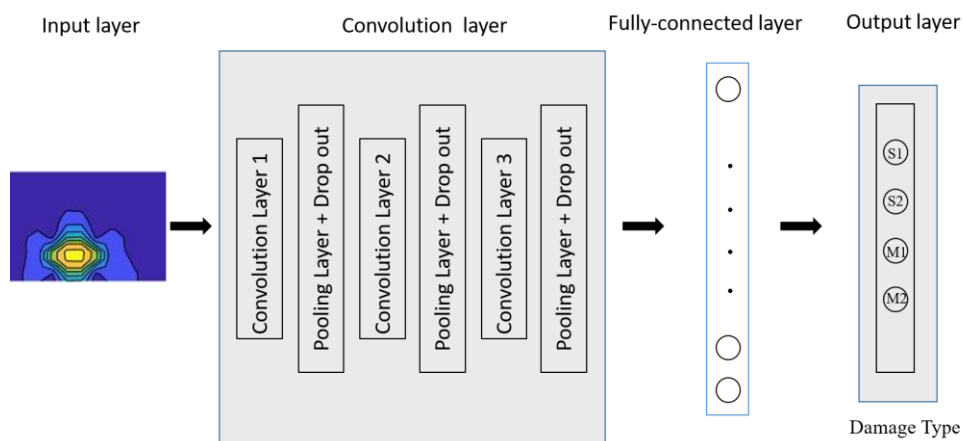 Input layer
Convolution layer
Fully-connected layer
Output layer
Convolution Layer 1
Pooling Layer + Drop out
Convolution Layer 2
Pooling Layer + Drop out
Convolution Layer 3
Pooling Layer + Drop out
S1
S2
M1
M2
Damage Type